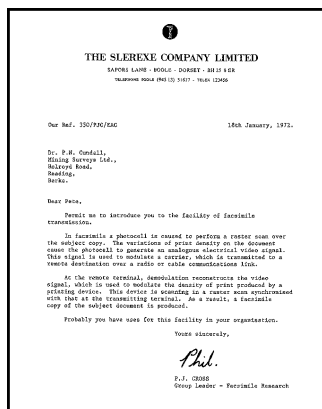 THE SLEREXE COMPANY LIMITED
SAPORS LANE - BOOLE - DORSET - BH 25 8 ER
TELEPHONE BOOLE (945 13) 51617 - TELEX 123456
Our Ref. 350/PJC/EAC
18th January, 1972.
Dr. P.N. Cundall,
Mining Surveys Ltd.,
Holroyd Road,
Reading,
Berks.
Dear Pete,
Permit me to introduce you to the facility of facsimile
transmission.
In facsimile a photocell is caused to perform a raster scan over
the subject copy. The variations of print density on the document
cause the photocell to generate an analogous electrical video signal.
This signal is used to modulate a carrier, which is transmitted to a
remote destination over a radio or cable communications link.
At the remote terminal, demodulation reconstructs the video
signal, which is used to modulate the density of print produced by a
printing device. This device is scanning in a raster scan synchronised
with that at the transmitting terminal. As a result, a facsimile
copy of the subject document is produced.
Probably you have uses for this facility in your organisation.
Yours sincerely,
Phil.
P.J. CROSS
Group Leader - Facsimile Research